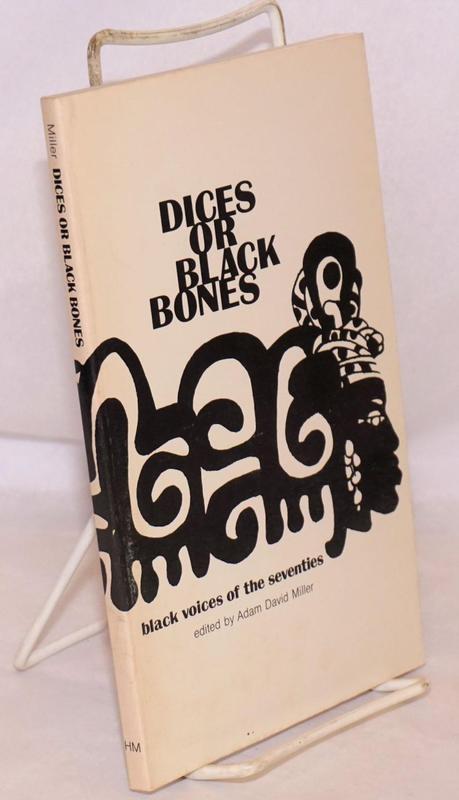 Miller DICES OR BLACK BONES
HM
DICES
OR
BLACK
BONES
black voices of the seventies
edited by Adam David Miller